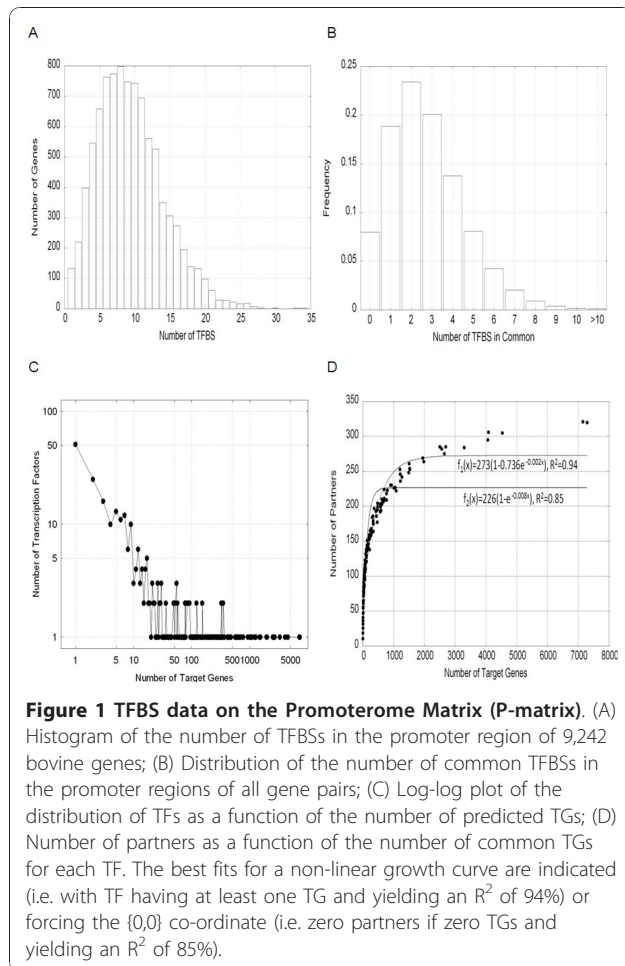 A
800
700
600
500
400
300
200
100
0
Number of Genes
0 5 10 15 20 25 30 35
Number of TFBS
B
0.25
0.2
0.15
0.1
0.05
0
Frequency
0 1 2 3 4 5 6 7 8 9 10 >10
Number of TFBS in Common
C
100
50
10
5
1
Number of Transcription Factors
1 5 10 50 100 500 1000 5000
Number of Target Genes
D
350
300
250
200
150
100
50
0
Number of Partners
f₁(x)=273(1-0.736e^-0.002x), R²=0.94
f₂(x)=226(1-e^-0.008x), R²=0.85
0 1000 2000 3000 4000 5000 6000 7000 8000
Number of Target Genes
Figure 1 TFBS data on the Promoterome Matrix (P-matrix). (A)
Histogram of the number of TFBSs in the promoter region of 9,242
bovine genes; (B) Distribution of the number of common TFBSs in
the promoter regions of all gene pairs; (C) Log-log plot of the
distribution of TFs as a function of the number of predicted TGs; (D)
Number of partners as a function of the number of common TGs
for each TF. The best fits for a non-linear growth curve are indicated
(i.e. with TF having at least one TG and yielding an R² of 94%) or
forcing the {0,0} co-ordinate (i.e. zero partners if zero TGs and
yielding an R² of 85%).